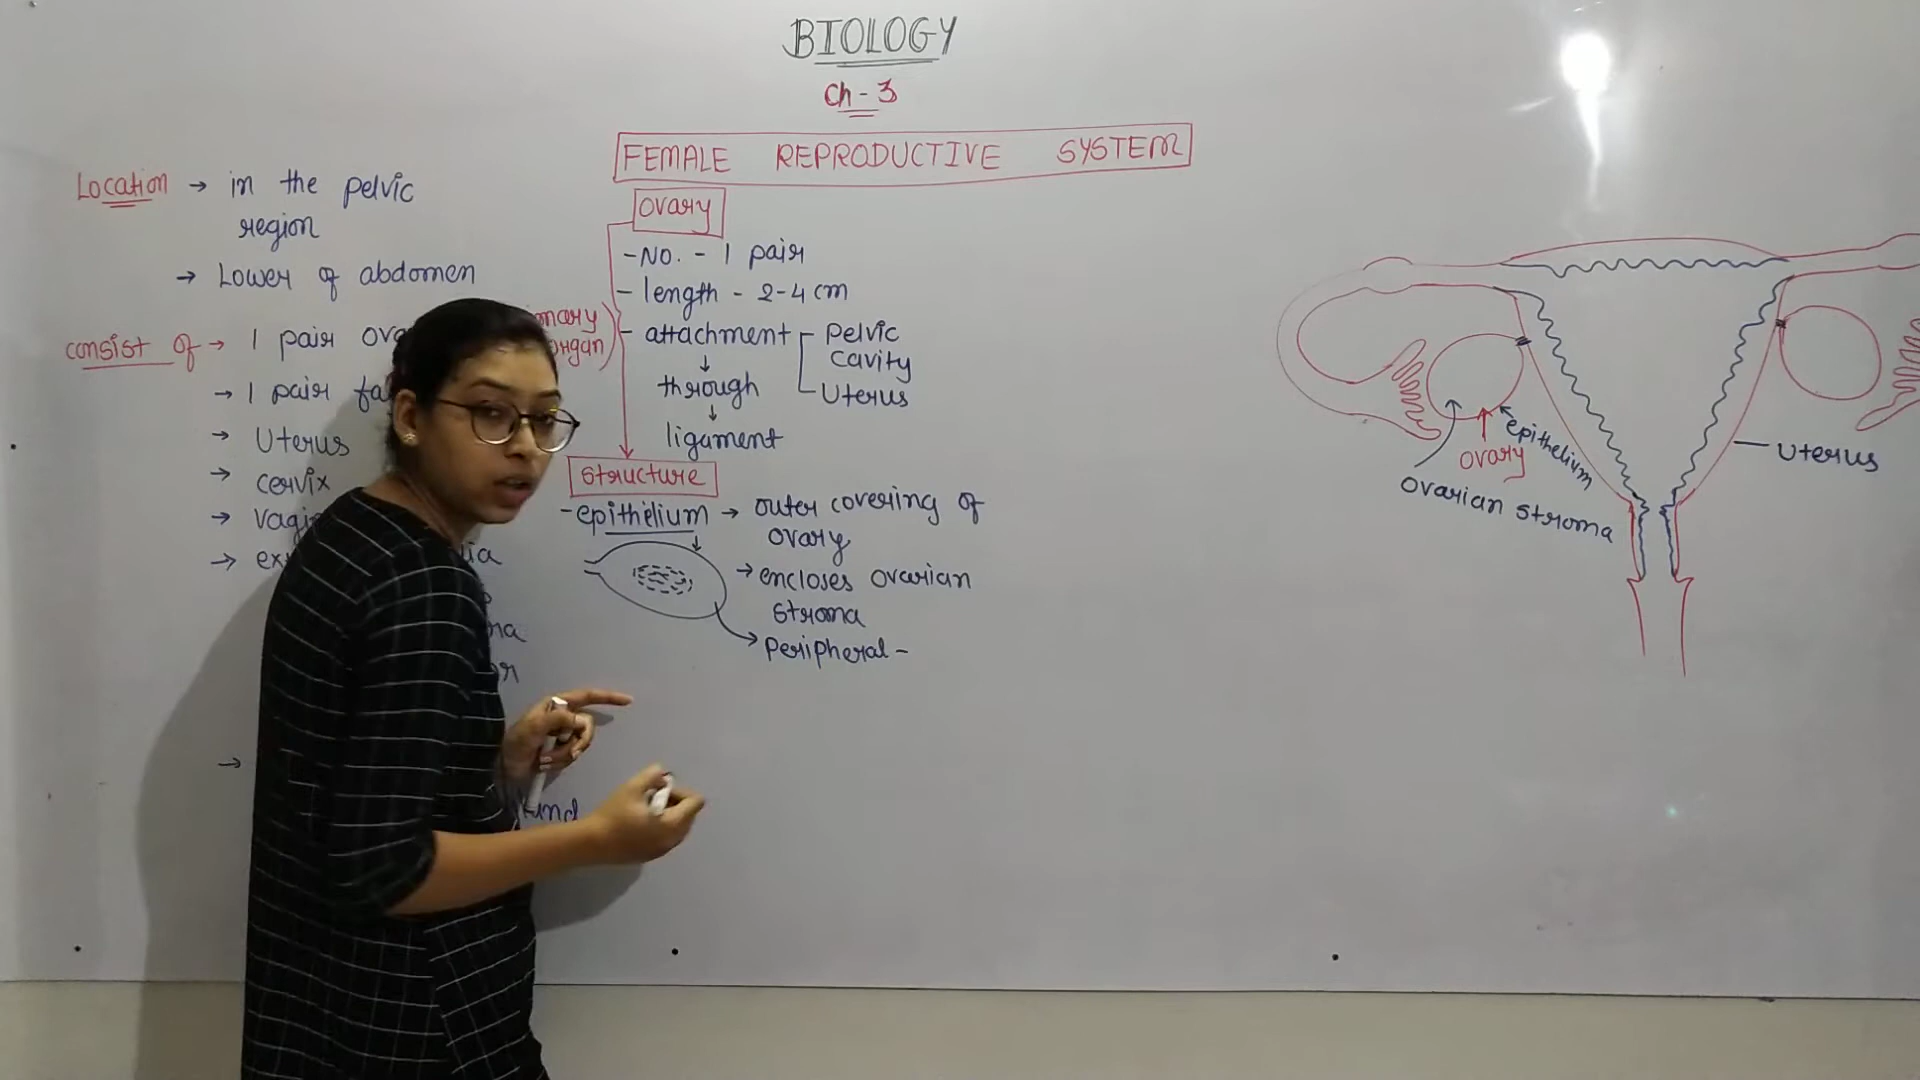 BIOLOGY
Ch - 3
FEMALE REPRODUCTIVE SYSTEM
Location → in the pelvic
region
→ Lower of abdomen
consist of → 1 pair
→ 1 pair
→ Uterus
→ cervix
→
→
→
ovary
- No. - 1 pair
- length - 2-4 cm
- attachment - Pelvic
cavity
- Uterus
↓
through
↓
ligament
structure
- epithelium → outer covering of
ovary
→ encloses ovarian
stroma
→ Peripheral -
epithelium
ovary
ovarian stroma
Uterus